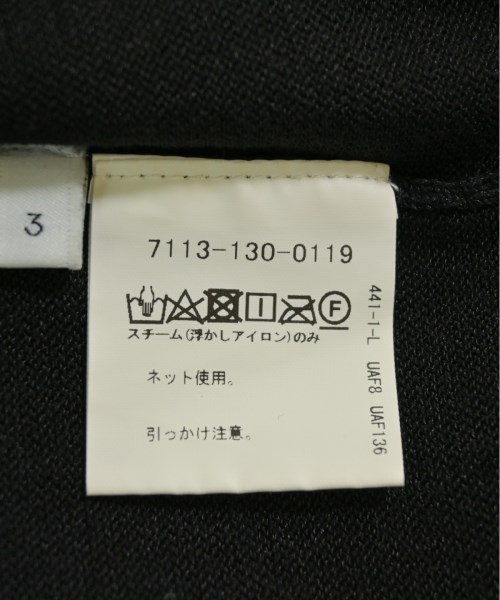 3
7113-130-0119
F
スチーム(浮かしアイロン)のみ
ネット使用。
引っかけ注意。
441-1-L UAF8 UAF136